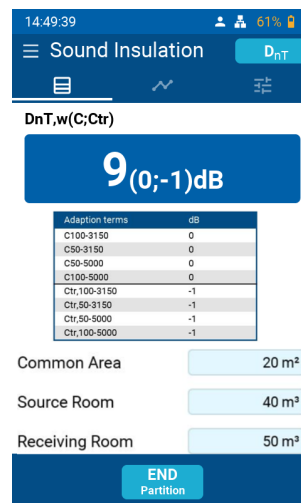 14:49:39 61%
Sound Insulation DnT
DnT,w(C;Ctr)
9(0;-1)dB
Adaption terms dB
C100-3150 0
C50-3150 0
C50-5000 0
C100-5000 0
Ctr,100-3150 -1
Ctr,50-3150 -1
Ctr,50-5000 -1
Ctr,100-5000 -1
Common Area 20 m²
Source Room 40 m³
Receiving Room 50 m³
END
Partition